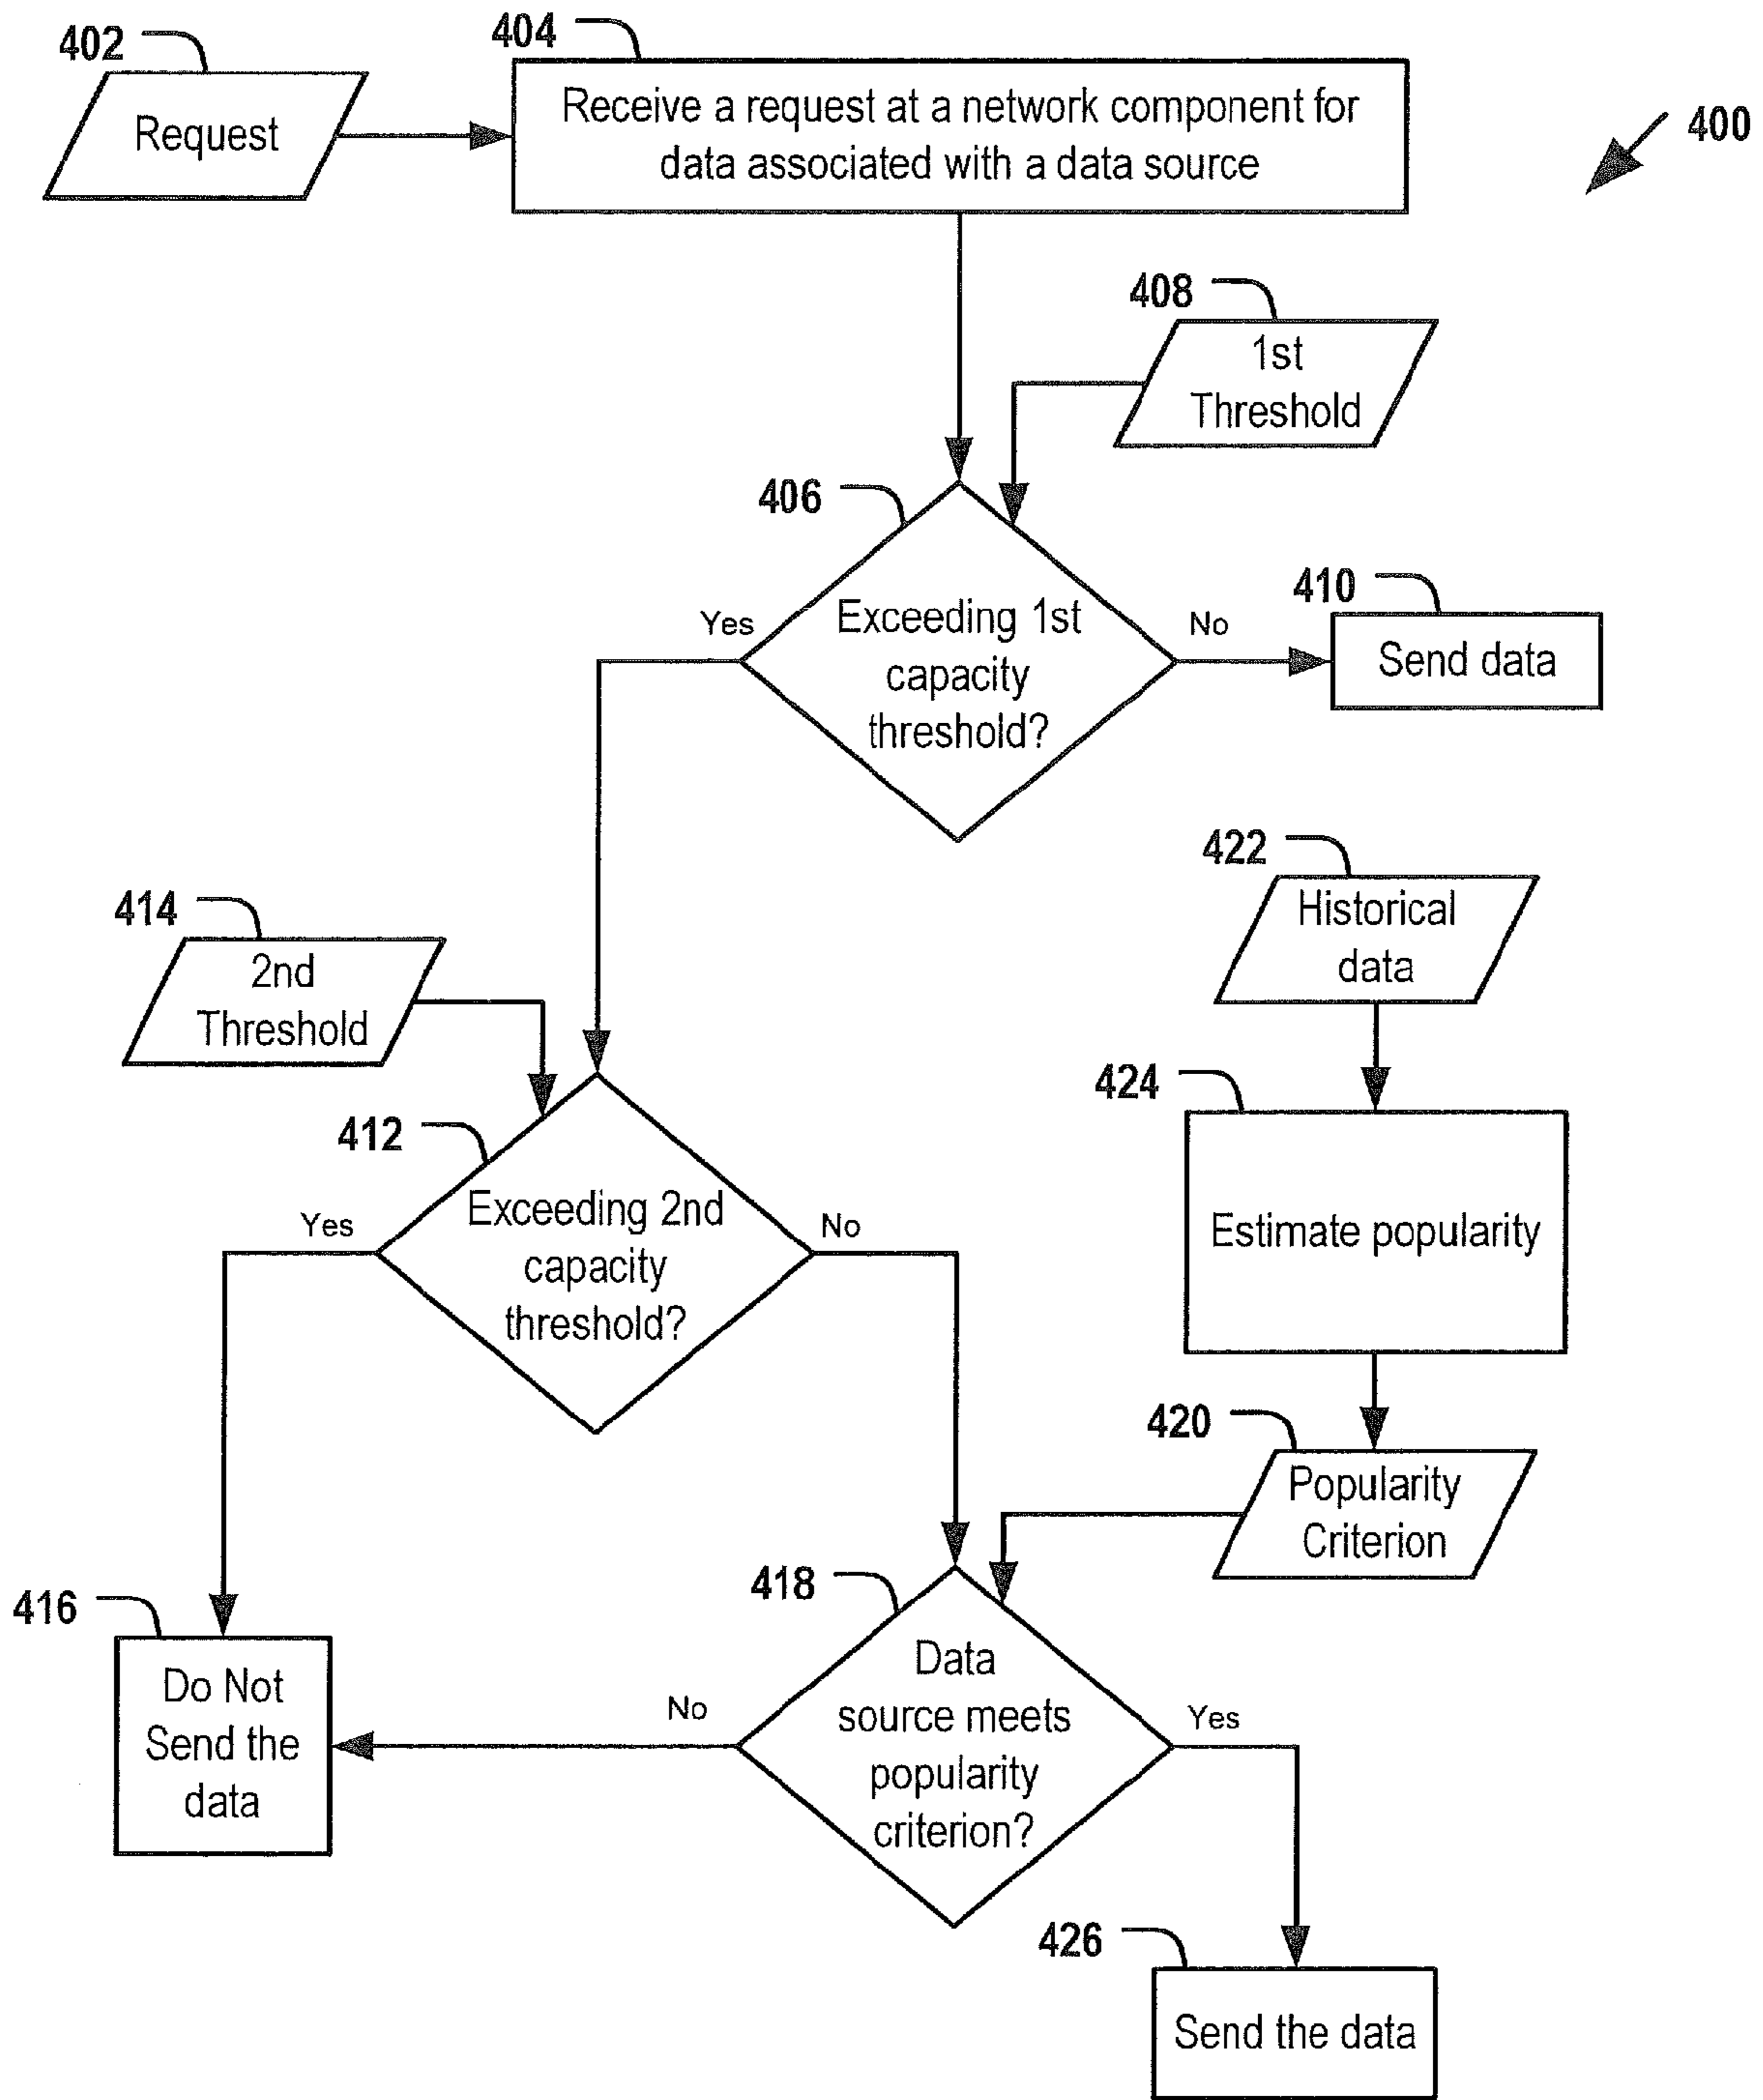 402
Request
404
Receive a request at a network component for
data associated with a data source
400
408
1st
Threshold
406
Exceeding 1st
capacity
threshold?
Yes
No
410
Send data
414
2nd
Threshold
422
Historical
data
412
Exceeding 2nd
capacity
threshold?
Yes
No
424
Estimate popularity
420
Popularity
Criterion
416
Do Not
Send the
data
418
Data
source meets
popularity
criterion?
No
Yes
426
Send the data